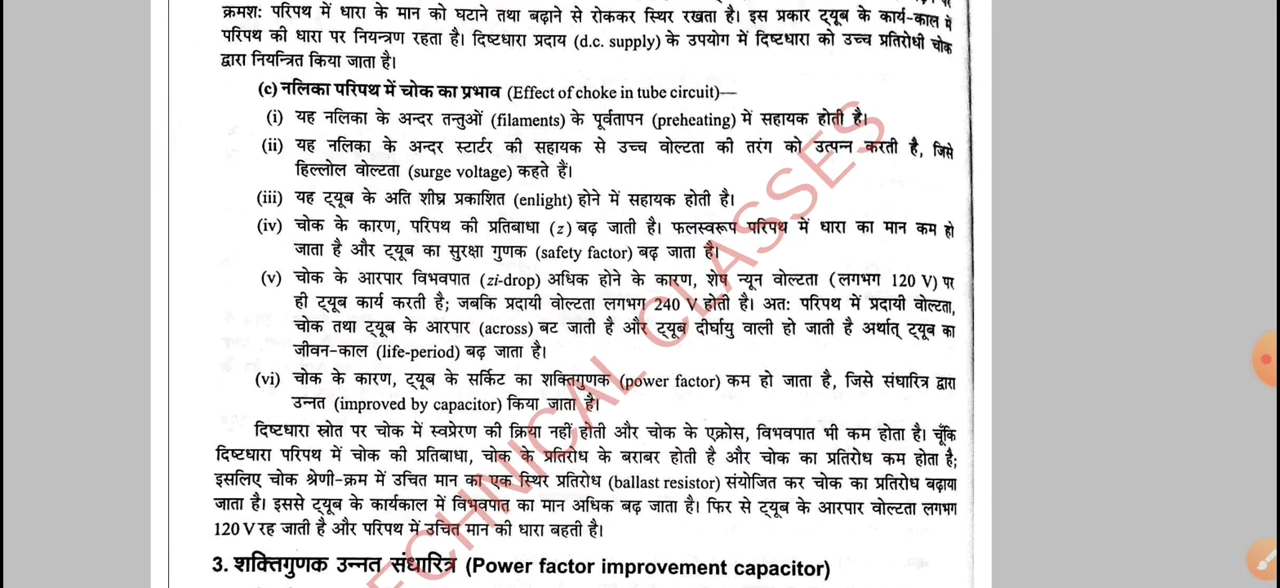 क्रमश: परिपथ में धारा के मान को घटाने तथा बढ़ाने से रोककर स्थिर रखता है। इस प्रकार ट्यूब के कार्य-काल में
परिपथ की धारा पर नियन्त्रण रहता है। दिष्टधारा प्रदाय (d.c. supply) के उपयोग में दिष्टधारा को उच्च प्रतिरोधी चोक
द्वारा नियन्त्रित किया जाता है।
(c) नलिका परिपथ में चोक का प्रभाव (Effect of choke in tube circuit)—
(i) यह नलिका के अन्दर तन्तुओं (filaments) के पूर्वतापन (preheating) में सहायक होती है।
(ii) यह नलिका के अन्दर स्टार्टर की सहायक से उच्च वोल्टता की तरंग को उत्पन्न करती है, जिसे
हिल्लोल वोल्टता (surge voltage) कहते हैं।
(iii) यह ट्यूब के अति शीघ्र प्रकाशित (enlight) होने में सहायक होती है।
(iv) चोक के कारण, परिपथ की प्रतिबाधा (z) बढ़ जाती है। फलस्वरूप परिपथ में धारा का मान कम हो
जाता है और ट्यूब का सुरक्षा गुणक (safety factor) बढ़ जाता है।
(v) चोक के आरपार विभवपात (zi-drop) अधिक होने के कारण, शेष न्यून वोल्टता (लगभग 120 V) पर
ही ट्यूब कार्य करती है; जबकि प्रदायी वोल्टता लगभग 240 V होती है। अत: परिपथ में प्रदायी वोल्टता,
चोक तथा ट्यूब के आरपार (across) बट जाती है और ट्यूब दीर्घायु वाली हो जाती है अर्थात् ट्यूब का
जीवन-काल (life-period) बढ़ जाता है।
(vi) चोक के कारण, ट्यूब के सर्किट का शक्तिगुणक (power factor) कम हो जाता है, जिसे संधारित्र द्वारा
उन्नत (improved by capacitor) किया जाता है।
दिष्टधारा स्रोत पर चोक में स्वप्रेरण की क्रिया नहीं होती और चोक के एक्रोस, विभवपात भी कम होता है। चूँकि
दिष्टधारा परिपथ में चोक की प्रतिबाधा, चोक के प्रतिरोध के बराबर होती है और चोक का प्रतिरोध कम होता है;
इसलिए चोक श्रेणी-क्रम में उचित मान का एक स्थिर प्रतिरोध (ballast resistor) संयोजित कर चोक का प्रतिरोध बढ़ाया
जाता है। इससे ट्यूब के कार्यकाल में विभवपात का मान अधिक बढ़ जाता है। फिर से ट्यूब के आरपार वोल्टता लगभग
120 V रह जाती है और परिपथ में उचित मान की धारा बहती है।
3. शक्तिगुणक उन्नत संधारित्र (Power factor improvement capacitor)
ECHNICAL CLASSES